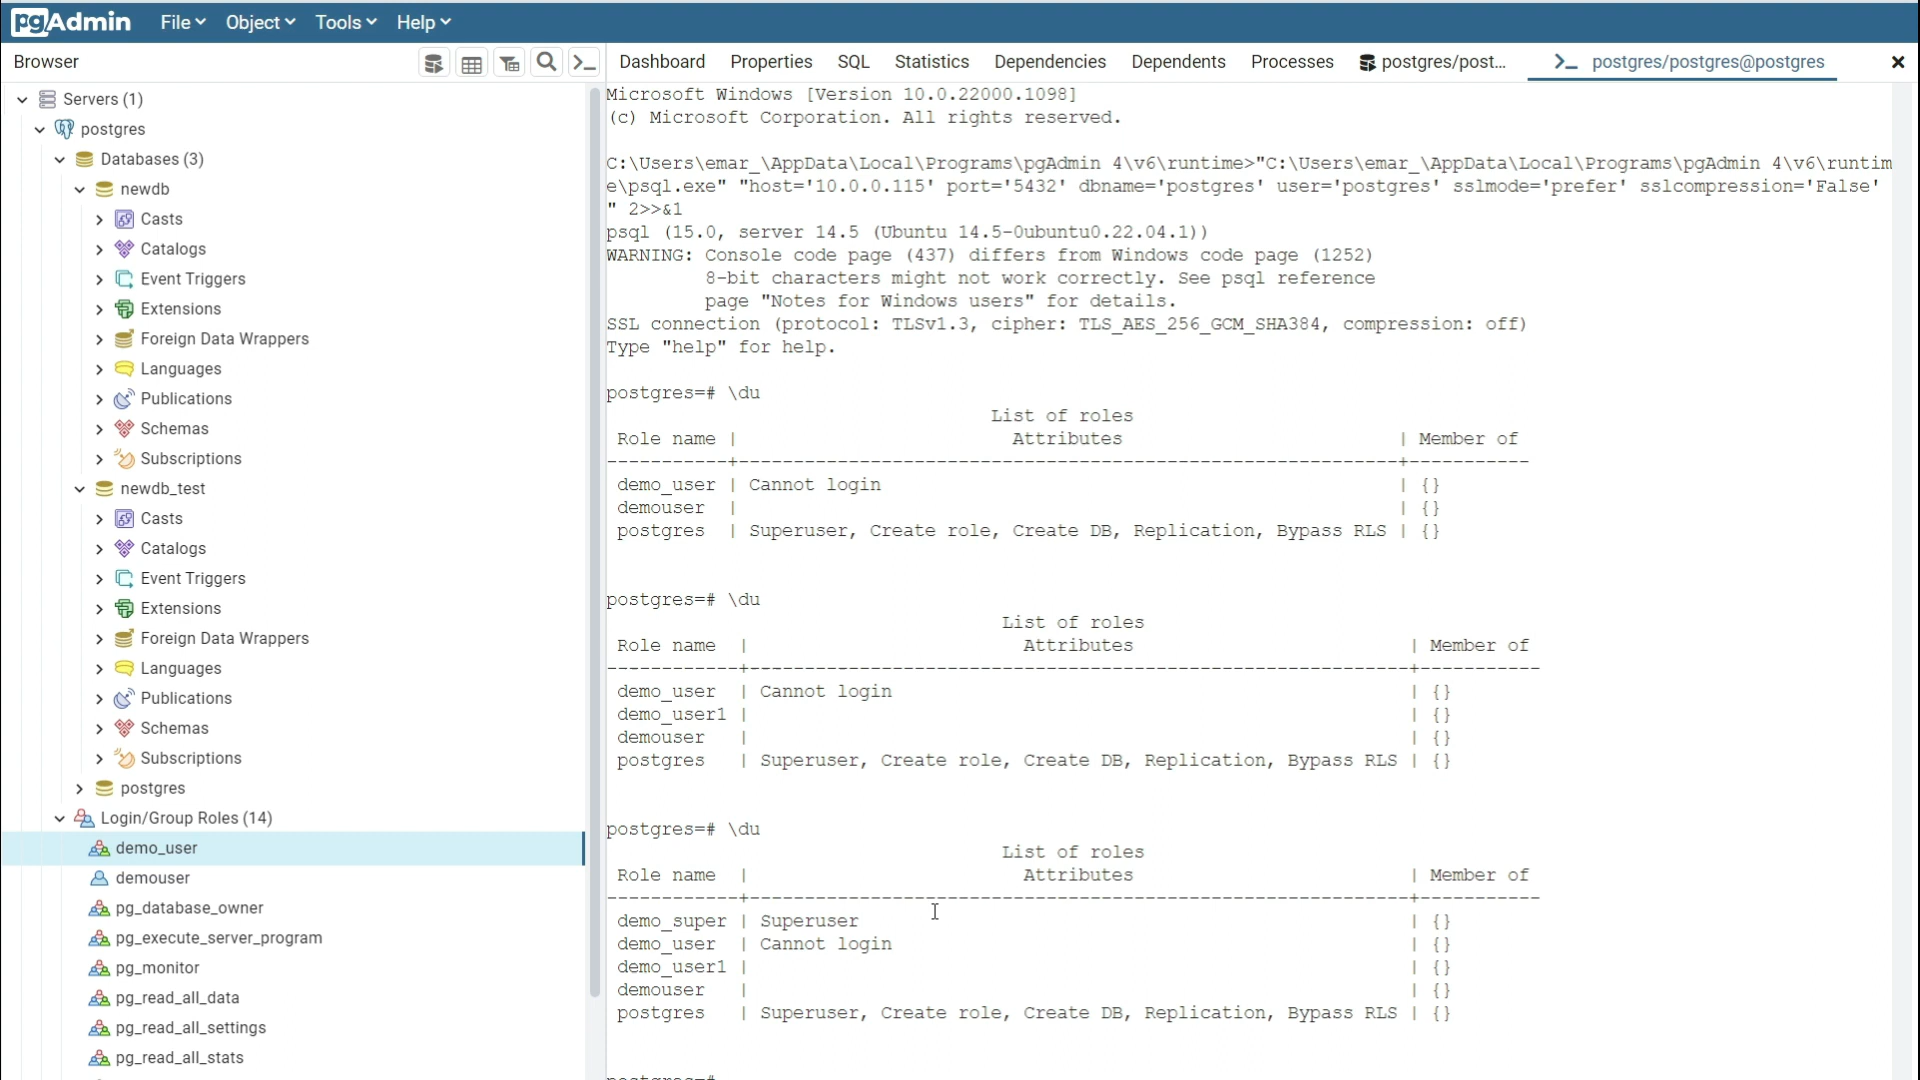 pgAdmin File Object Tools Help
Browser
Dashboard Properties SQL Statistics Dependencies Dependents Processes postgres/post... postgres/postgres@postgres
Servers (1)
postgres
Databases (3)
newdb
Casts
Catalogs
Event Triggers
Extensions
Foreign Data Wrappers
Languages
Publications
Schemas
Subscriptions
newdb_test
Casts
Catalogs
Event Triggers
Extensions
Foreign Data Wrappers
Languages
Publications
Schemas
Subscriptions
postgres
Login/Group Roles (14)
demo_user
demouser
pg_database_owner
pg_execute_server_program
pg_monitor
pg_read_all_data
pg_read_all_settings
pg_read_all_stats
Microsoft Windows [Version 10.0.22000.1098]
(c) Microsoft Corporation. All rights reserved.
C:\Users\emar_\AppData\Local\Programs\pgAdmin 4\v6\runtime>"C:\Users\emar_\AppData\Local\Programs\pgAdmin 4\v6\runtim
e\psql.exe" "host='10.0.0.115' port='5432' dbname='postgres' user='postgres' sslmode='prefer' sslcompression='False'
" 2>>&1
psql (15.0, server 14.5 (Ubuntu 14.5-0ubuntu0.22.04.1))
WARNING: Console code page (437) differs from Windows code page (1252)
8-bit characters might not work correctly. See psql reference
page "Notes for Windows users" for details.
SSL connection (protocol: TLSv1.3, cipher: TLS_AES_256_GCM_SHA384, compression: off)
Type "help" for help.
postgres=# \du
List of roles
Role name | Attributes | Member of
-----------+------------------------------------------------------------+-----------
demo_user | Cannot login | {}
demouser | | {}
postgres | Superuser, Create role, Create DB, Replication, Bypass RLS | {}
postgres=# \du
List of roles
Role name | Attributes | Member of
------------+------------------------------------------------------------+-----------
demo_user | Cannot login | {}
demo_user1 | | {}
demouser | | {}
postgres | Superuser, Create role, Create DB, Replication, Bypass RLS | {}
postgres=# \du
List of roles
Role name | Attributes | Member of
------------+------------------------------------------------------------+-----------
demo_super | Superuser | {}
demo_user | Cannot login | {}
demo_user1 | | {}
demouser | | {}
postgres | Superuser, Create role, Create DB, Replication, Bypass RLS | {}
postgres=#